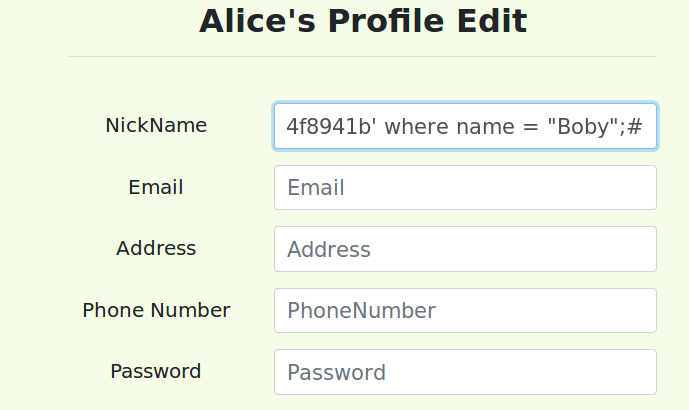 Alice's Profile Edit
NickName
4f8941b' where name = "Boby";#
Email
Email
Address
Address
Phone Number
PhoneNumber
Password
Password